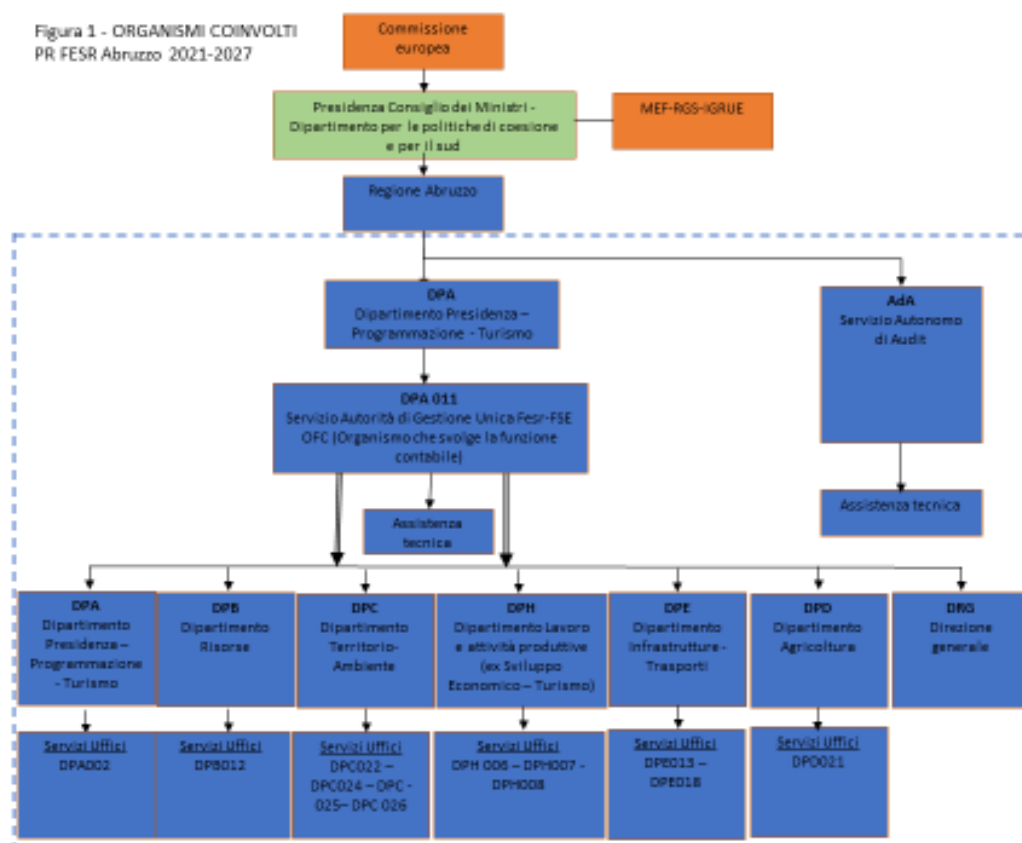 Figura 1 - ORGANISMI COINVOLTI
PR FESR Abruzzo 2021-2027
Commissione
europea
Presidenza Consiglio dei Ministri -
Dipartimento per le politiche di coesione
e per il sud
MEF-RGS-IGRUE
Regione Abruzzo
DPA
Dipartimento Presidenza –
Programmazione - Turismo
AdA
Servizio Autonomo
di Audit
DPA 011
Servizio Autorità di Gestione Unica Fesr-FSE
OFC (Organismo che svolge la funzione
contabile)
Assistenza
tecnica
Assistenza tecnica
DPA
Dipartimento
Presidenza –
Programmazione
- Turismo
DPB
Dipartimento
Risorse
DPC
Dipartimento
Territorio-
Ambiente
DPH
Dipartimento Lavoro
e attività produttive
(ex Sviluppo
Economico – Turismo)
DPE
Dipartimento
Infrastrutture -
Trasporti
DPD
Dipartimento
Agricoltura
DRG
Direzione
generale
Servizi Uffici
DPA002
Servizi Uffici
DPB012
Servizi Uffici
DPC022 –
DPC024 – DPC -
025– DPC 026
Servizi Uffici
DPH 006 – DPH007 -
DPH008
Servizi Uffici
DPE013 –
DPE018
Servizi Uffici
DPD021